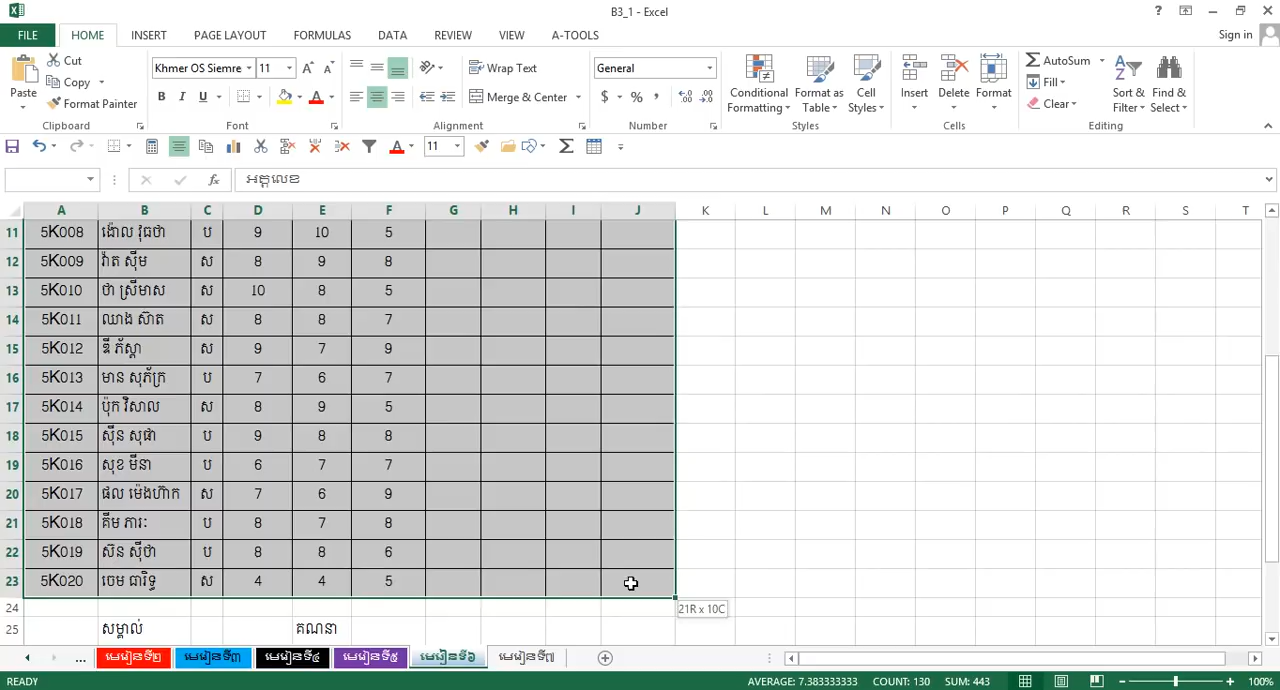 B3_1 - Excel
Sign in
FILE HOME INSERT PAGE LAYOUT FORMULAS DATA REVIEW VIEW A-TOOLS
Paste
Cut
Copy
Format Painter
Clipboard
Khmer OS Siemre 11
B I U
Font
Wrap Text
Merge & Center
Alignment
General
$ % ,
Number
Conditional Formatting
Format as Table
Cell Styles
Styles
Insert Delete Format
Cells
AutoSum
Fill
Clear
Sort & Filter
Find & Select
Editing
11
fx អត្តលេខ
A B C D E F G H I J K L M N O P Q R S T
11 5K008 ង៉ោល វុធថា ប 9 10 5
12 5K009 វ៉ាត ស៊ីម ស 8 9 8
13 5K010 ថា ស្រីមាស ស 10 8 5
14 5K011 ឈាង ស៊ាត ស 8 8 7
15 5K012 ឌី ភ័ស្តា ស 9 7 9
16 5K013 មាន សុភ័ក្រ ប 7 6 7
17 5K014 ប៉ុក វិសាល ស 8 9 5
18 5K015 ស៊ីន សុផា ប 9 8 8
19 5K016 សុខ មីនា ប 6 7 7
20 5K017 ផល ម៉េងហ៊ាក ស 7 6 9
21 5K018 គីម ភារៈ ប 8 7 8
22 5K019 ស៊ន ស៊ីថា ប 8 8 6
23 5K020 ចេម ធារិទ្ធ ស 4 4 5
24
21R x 10C
25 សម្គាល់ គណនា
... មេរៀនទី២ មេរៀនទី៣ មេរៀនទី៤ មេរៀនទី៥ មេរៀនទី៦ មេរៀនទី៧
READY AVERAGE: 7.383333333 COUNT: 130 SUM: 443 100%